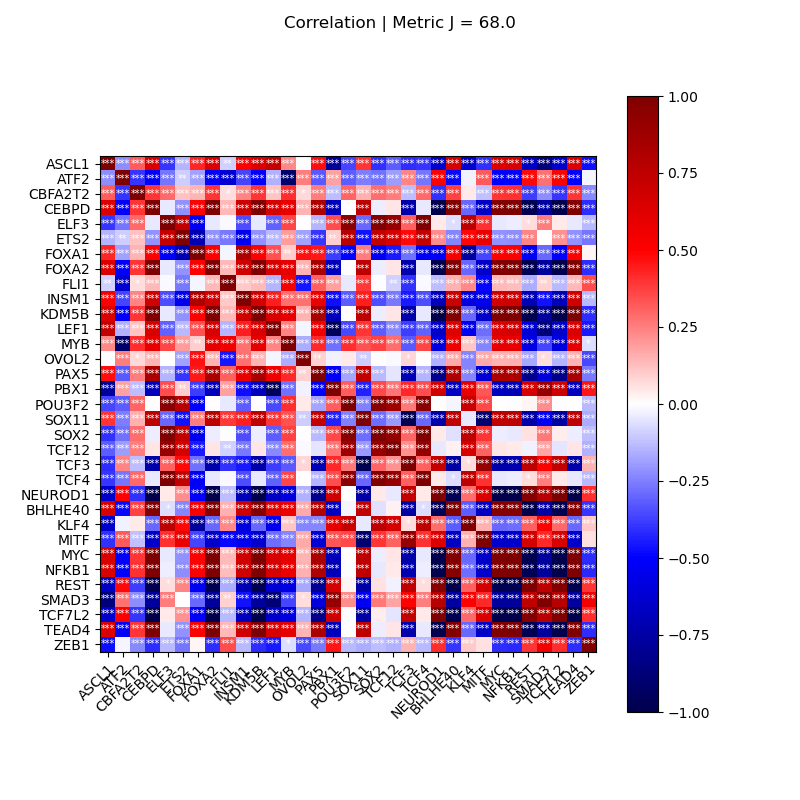 Correlation | Metric J = 68.0
ASCL1
ATF2
CBFA2T2
CEBPD
ELF3
ETS2
FOXA1
FOXA2
FLI1
INSM1
KDM5B
LEF1
MYB
OVOL2
PAX5
PBX1
POU3F2
SOX11
SOX2
TCF12
TCF3
TCF4
NEUROD1
BHLHE40
KLF4
MITF
MYC
NFKB1
REST
SMAD3
TCF7L2
TEAD4
ZEB1
ASCL1
ATF2
CBFA2T2
CEBPD
ELF3
ETS2
FOXA1
FOXA2
FLI1
INSM1
KDM5B
LEF1
MYB
OVOL2
PAX5
PBX1
POU3F2
SOX11
SOX2
TCF12
TCF3
TCF4
NEUROD1
BHLHE40
KLF4
MITF
MYC
NFKB1
REST
SMAD3
TCF7L2
TEAD4
ZEB1
1.00
0.75
0.50
0.25
0.00
−0.25
−0.50
−0.75
−1.00